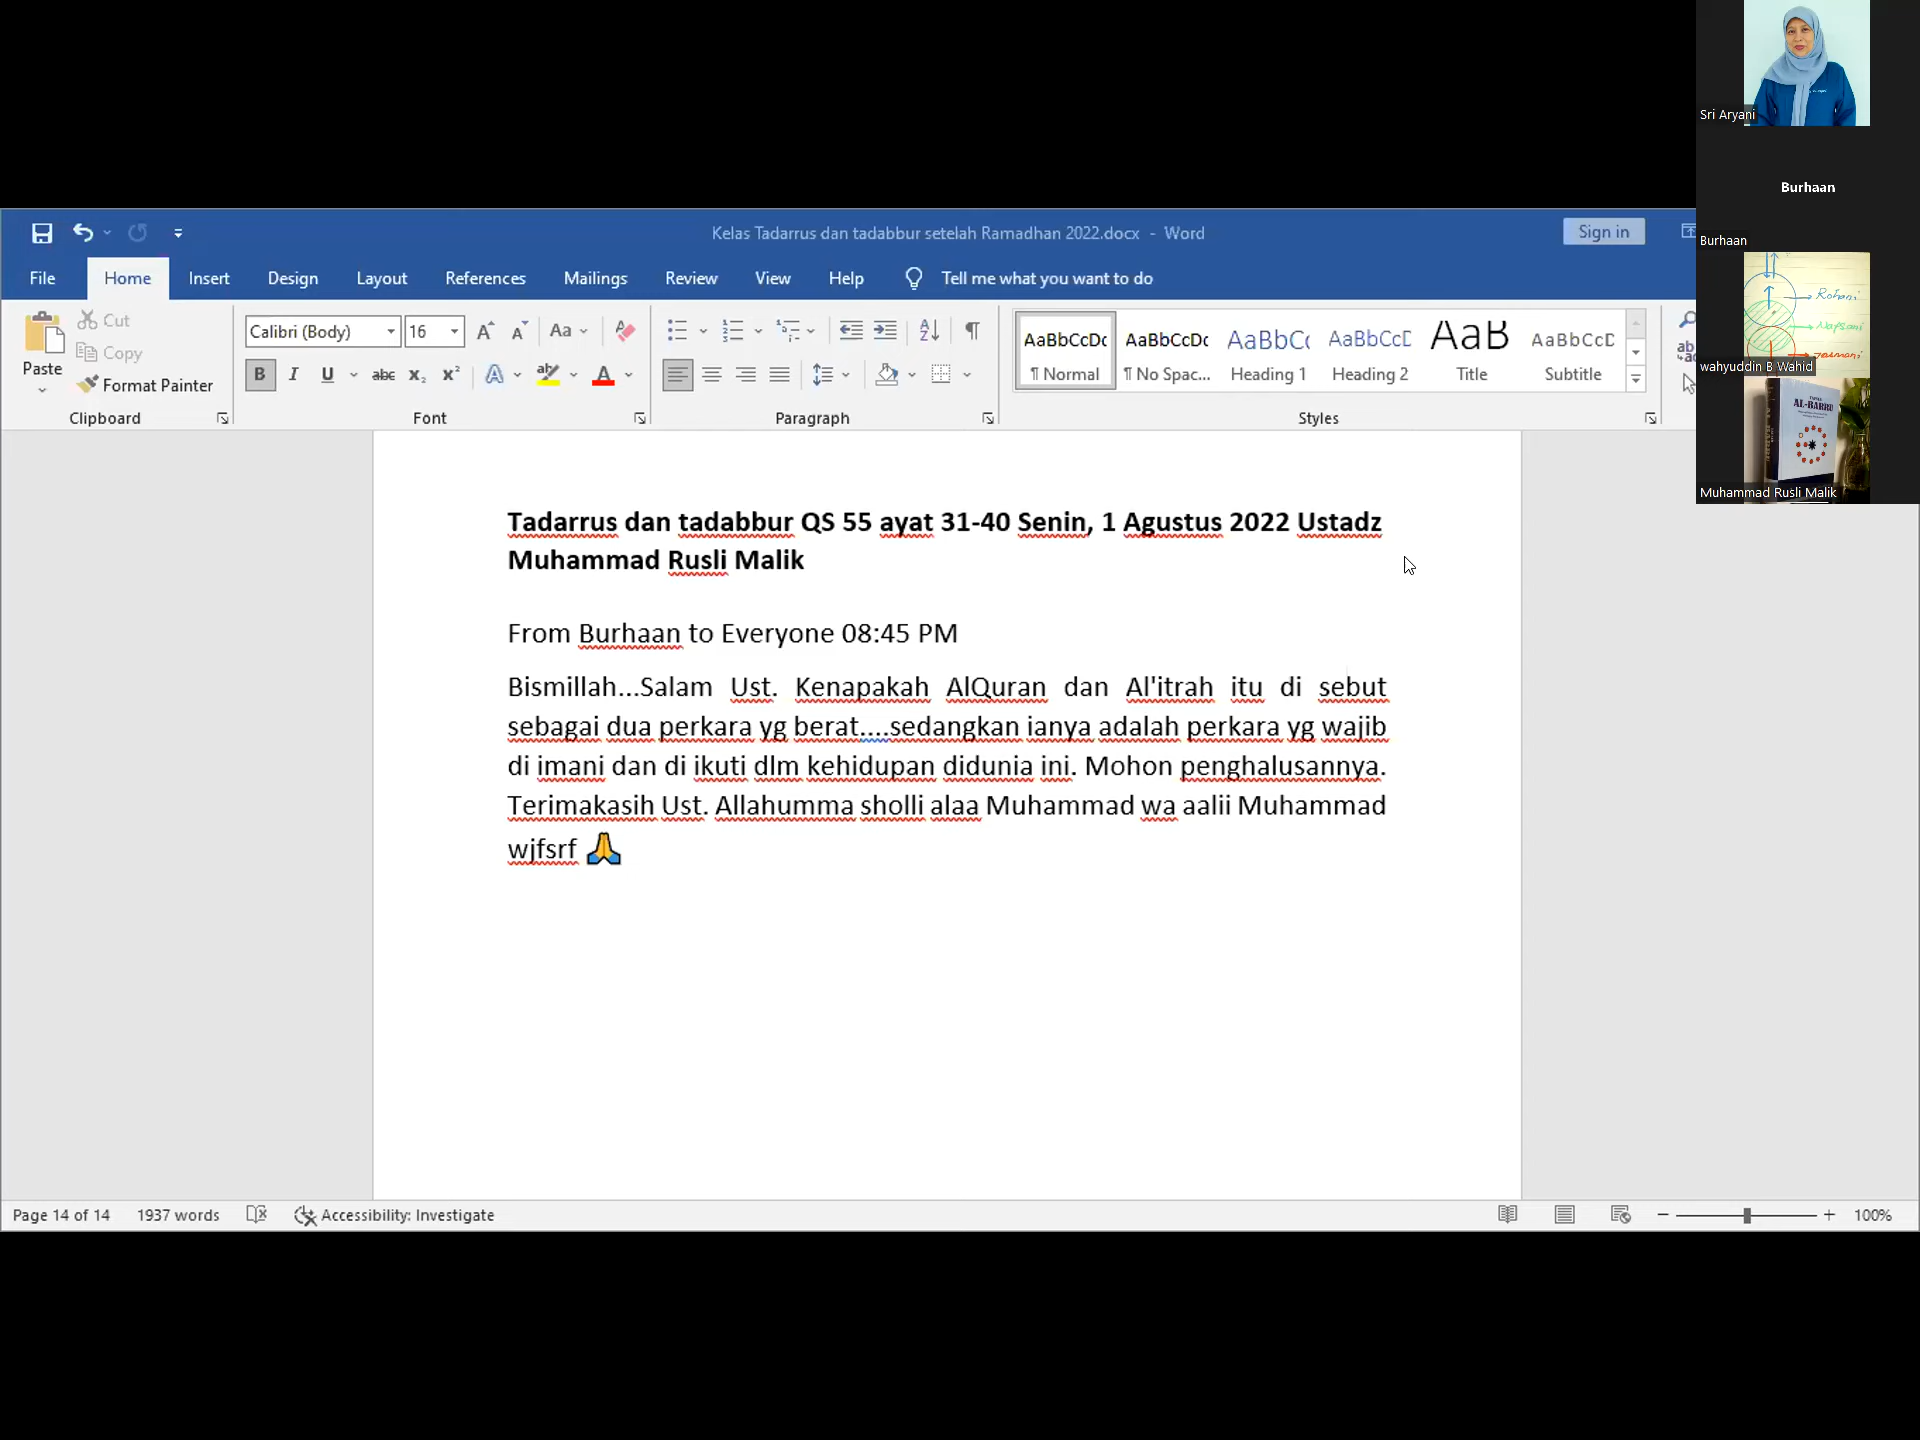 Kelas Tadarrus dan tadabbur setelah Ramadhan 2022.docx - Word
Sign in
File Home Insert Design Layout References Mailings Review View Help Tell me what you want to do
Paste
Cut
Copy
Format Painter
Clipboard
Calibri (Body) 16
Font
Paragraph
AaBbCcDc AaBbCcDc AaBbC AaBbCcD AaB AaBbCcD
¶ Normal ¶ No Spac... Heading 1 Heading 2 Title Subtitle
Styles
Tadarrus dan tadabbur QS 55 ayat 31-40 Senin, 1 Agustus 2022 Ustadz
Muhammad Rusli Malik
From Burhaan to Everyone 08:45 PM
Bismillah...Salam Ust. Kenapakah AlQuran dan Al'itrah itu di sebut
sebagai dua perkara yg berat....sedangkan ianya adalah perkara yg wajib
di imani dan di ikuti dlm kehidupan didunia ini. Mohon penghalusannya.
Terimakasih Ust. Allahumma sholli alaa Muhammad wa aalii Muhammad
wjfsrf 🙏
Page 14 of 14 1937 words Accessibility: Investigate 100%
Sri Aryani
Burhaan
Burhaan
Rohani
Nafsani
Jasmani
wahyuddin B Wahid
AL-BARRU
Muhammad Rusli Malik